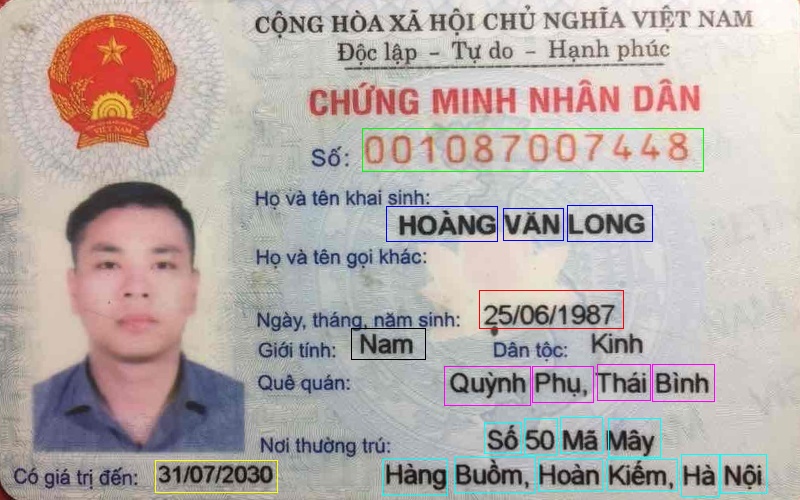 CỘNG HÒA XÃ HỘI CHỦ NGHĨA VIỆT NAM
Độc lập - Tự do - Hạnh phúc
CHỨNG MINH NHÂN DÂN
VIỆT NAM
Số: 001087007448
Họ và tên khai sinh:
HOÀNG VĂN LONG
Họ và tên gọi khác:
Ngày, tháng, năm sinh: 25/06/1987
Giới tính: Nam Dân tộc: Kinh
Quê quán: Quỳnh Phụ, Thái Bình
Nơi thường trú: Số 50 Mã Mây
Có giá trị đến: 31/07/2030 Hàng Buồm, Hoàn Kiếm, Hà Nội